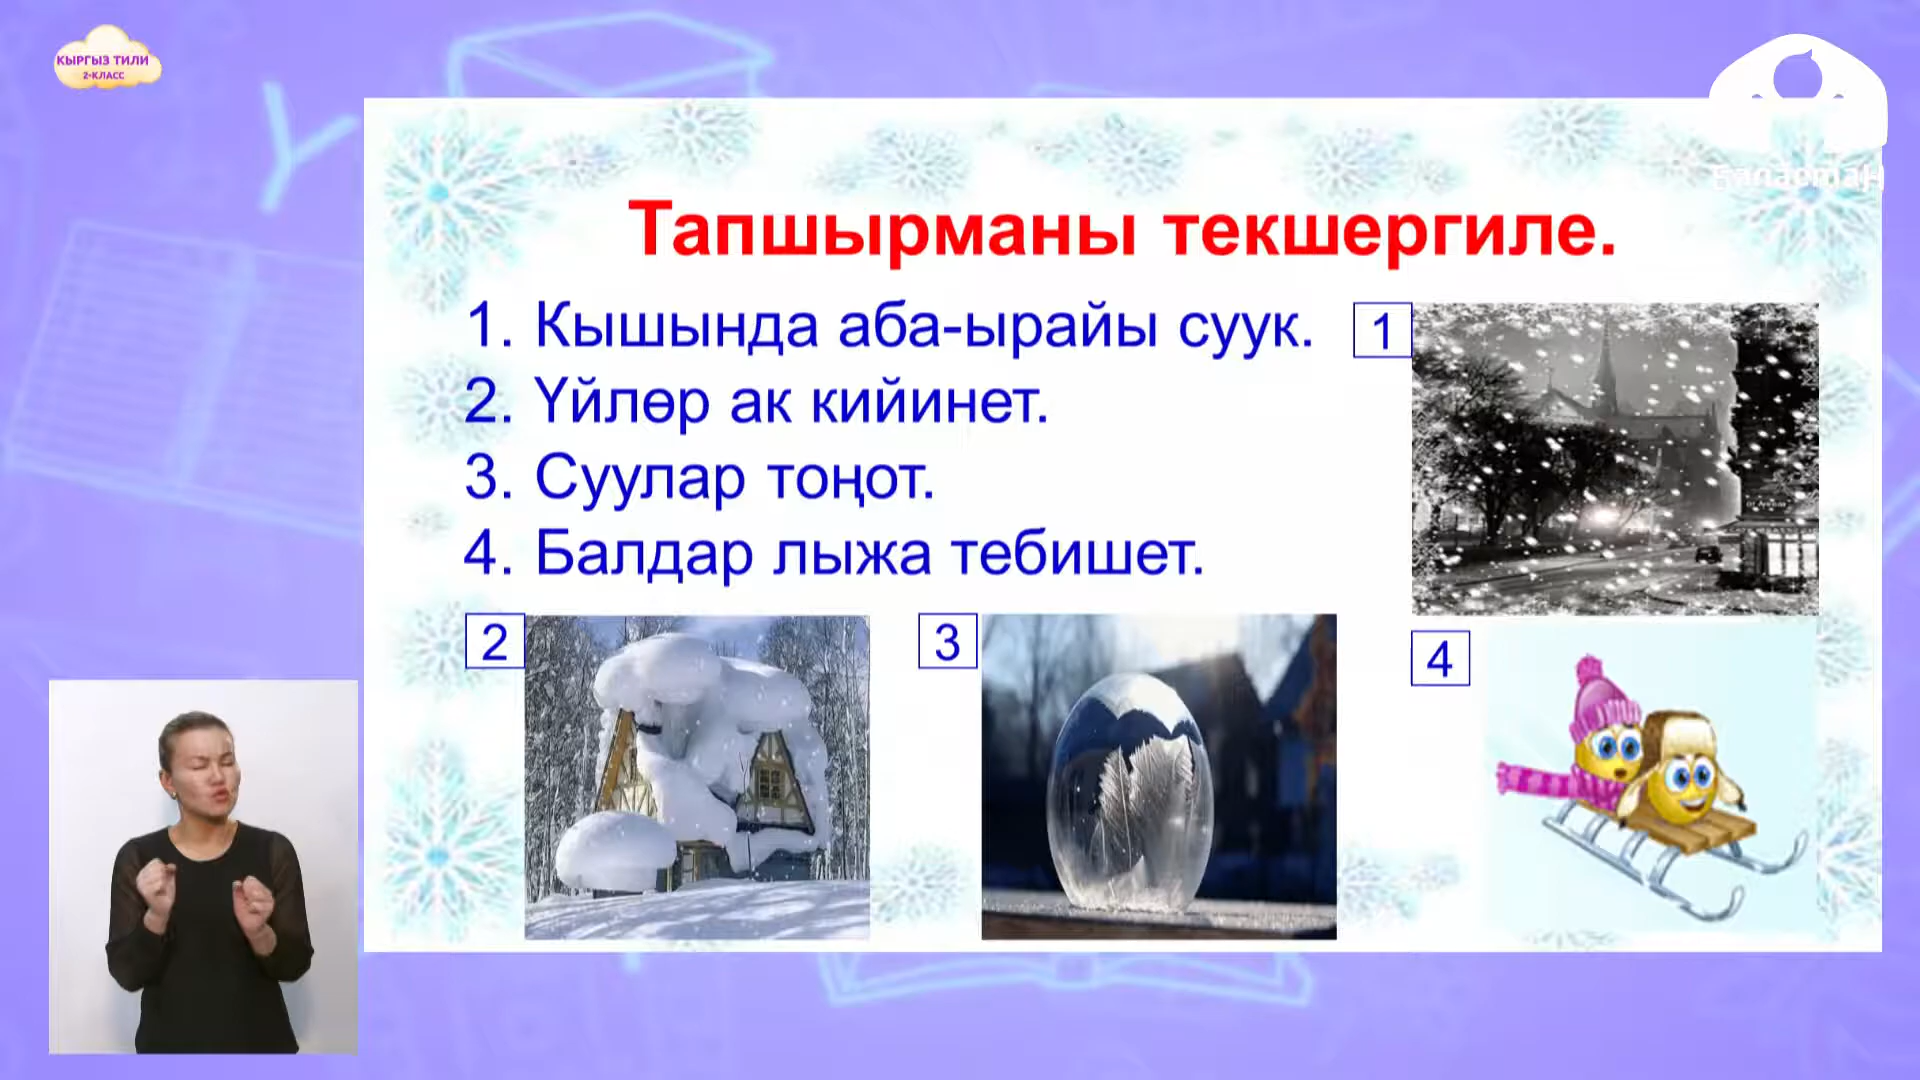 КЫРГЫЗ ТИЛИ
2-КЛАСС
Баластан
Тапшырманы текшергиле.
1. Кышында аба-ырайы суук.
2. Үйлөр ак кийинет.
3. Суулар тоңот.
4. Балдар лыжа тебишет.
1
2
3
4